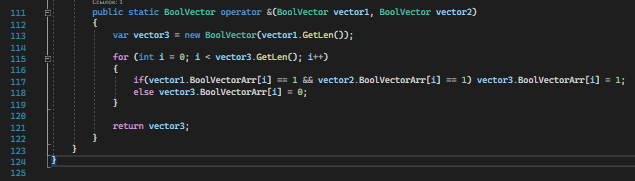 Ссылок: 1
111 public static BoolVector operator &(BoolVector vector1, BoolVector vector2)
112 {
113 var vector3 = new BoolVector(vector1.GetLen());
114
115 for (int i = 0; i < vector3.GetLen(); i++)
116 {
117 if(vector1.BoolVectorArr[i] == 1 && vector2.BoolVectorArr[i] == 1) vector3.BoolVectorArr[i] = 1;
118 else vector3.BoolVectorArr[i] = 0;
119 }
120
121 return vector3;
122 }
123 }
124 }
125